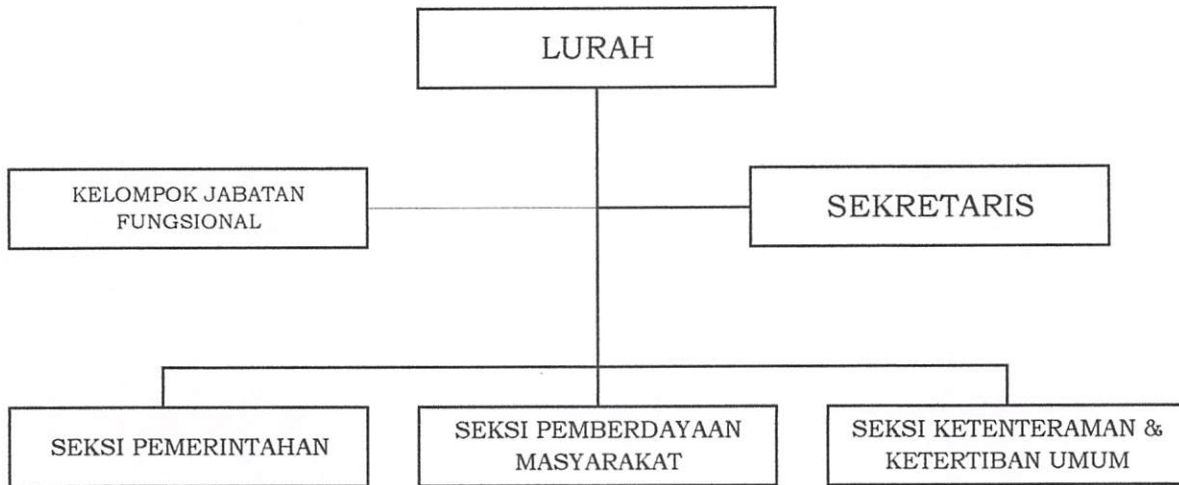 LURAH
KELOMPOK JABATAN
FUNGSIONAL
SEKRETARIS
SEKSI PEMERINTAHAN
SEKSI PEMBERDAYAAN
MASYARAKAT
SEKSI KETENTERAMAN &
KETERTIBAN UMUM